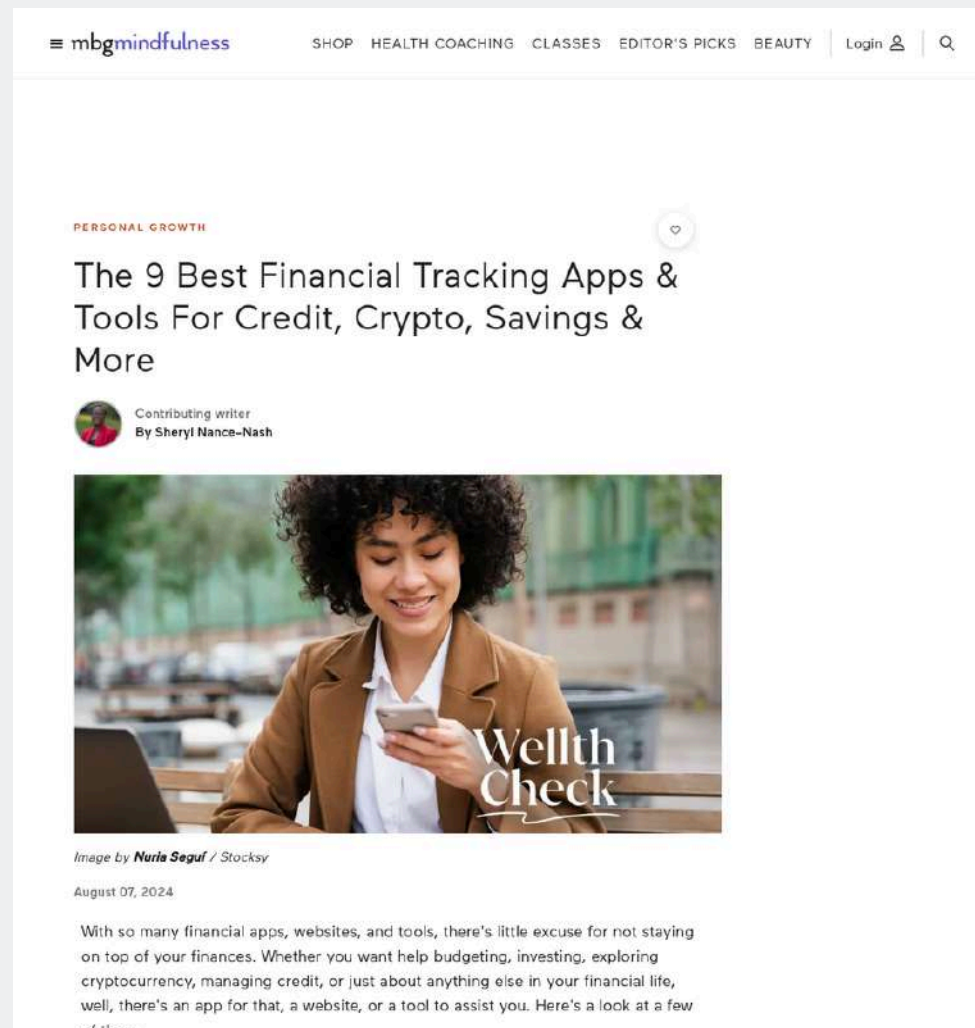 ≡ mbgmindfulness
SHOP HEALTH COACHING CLASSES EDITOR'S PICKS BEAUTY Login
PERSONAL GROWTH
The 9 Best Financial Tracking Apps &
Tools For Credit, Crypto, Savings &
More
Contributing writer
By Sheryl Nance-Nash
Wellth
Check
Image by Nuria Seguí / Stocksy
August 07, 2024
With so many financial apps, websites, and tools, there's little excuse for not staying
on top of your finances. Whether you want help budgeting, investing, exploring
cryptocurrency, managing credit, or just about anything else in your financial life,
well, there's an app for that, a website, or a tool to assist you. Here's a look at a few